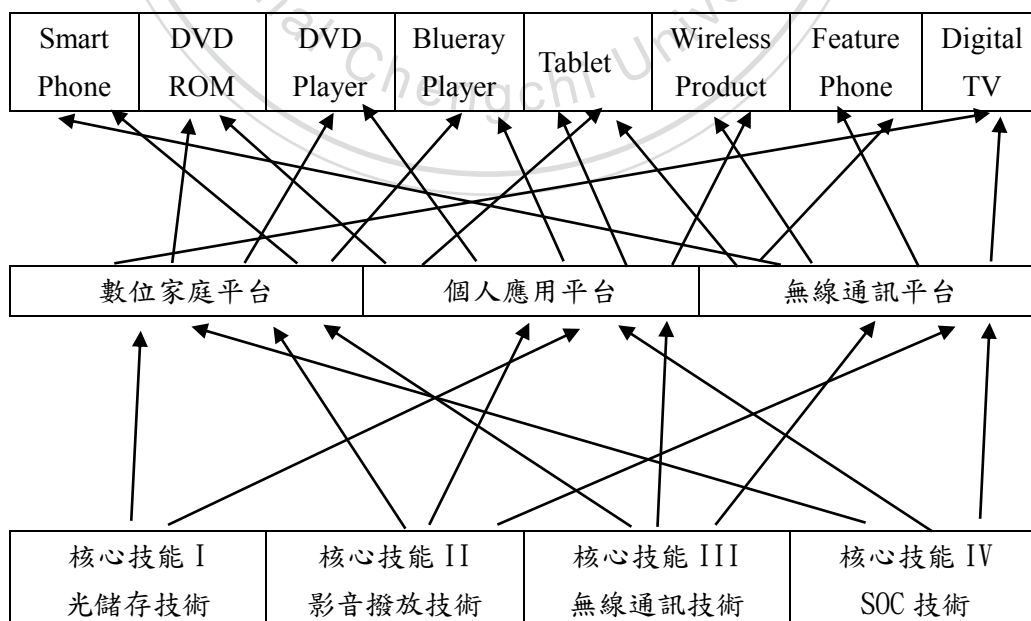 Smart Phone
DVD ROM
DVD Player
Blueray Player
Tablet
Wireless Product
Feature Phone
Digital TV
Chengchi Univer
數位家庭平台
個人應用平台
無線通訊平台
核心技能 I
光儲存技術
核心技能 II
影音撥放技術
核心技能 III
無線通訊技術
核心技能 IV
SOC 技術